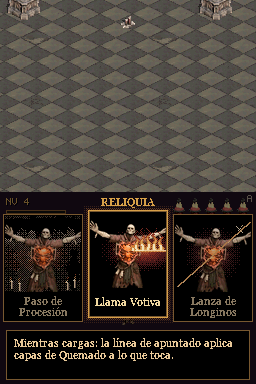 NV 4
RELIQUIA
A
Paso de
Procesión
Llama Votiva
Lanza de
Longinos
Mientras cargas: la línea de apuntado aplica
capas de Quemado a lo que toca.